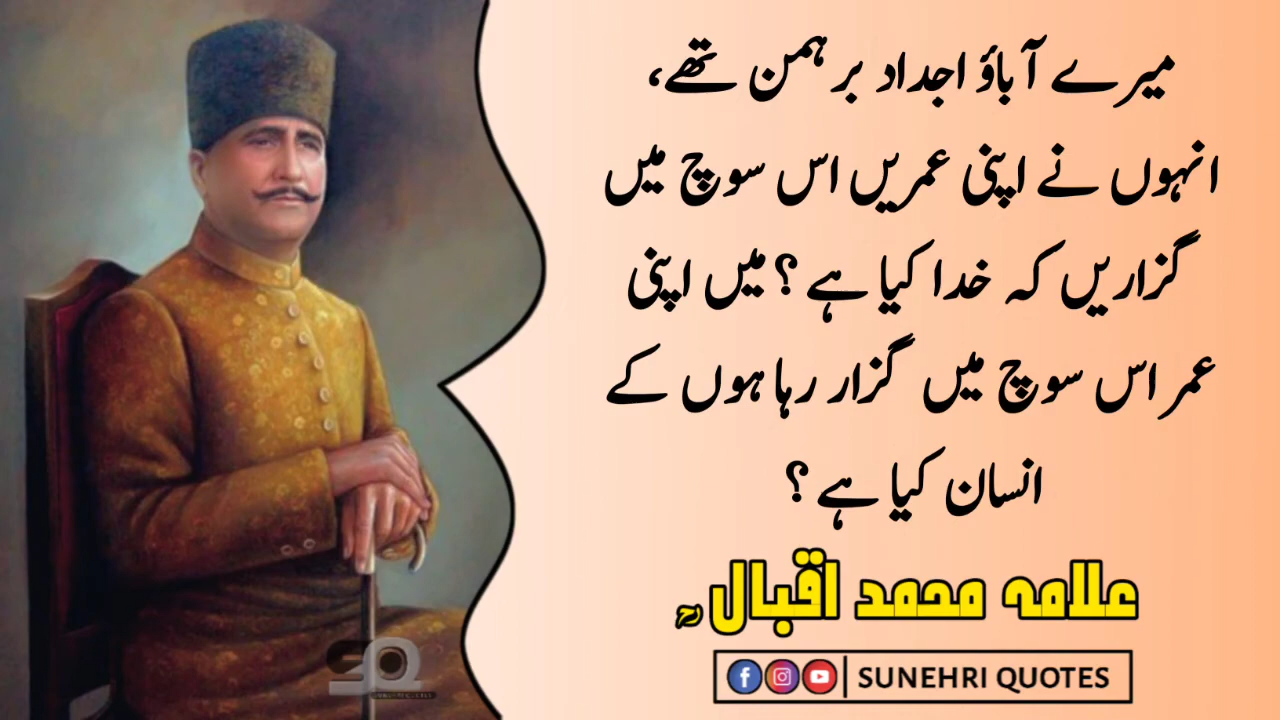 میرے آباؤ اجداد برہمن تھے،
انہوں نے اپنی عمریں اس سوچ میں
گزاریں کہ خدا کیا ہے ؟ میں اپنی
عمر اس سوچ میں گزار رہا ہوں کے
انسان کیا ہے ؟
علامہ محمد اقبالؒ
SUNEHRI QUOTES
SQ